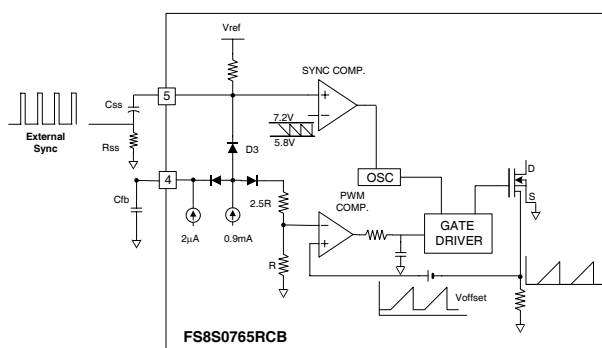 Vref
5
SYNC COMP.
+
−
Css
7.2V
5.8V
External
Sync
Rss
D3
D
S
4
OSC
Cfb
2.5R
PWM
COMP.
−
+
GATE
DRIVER
2μA
0.9mA
R
Voffset
FS8S0765RCB